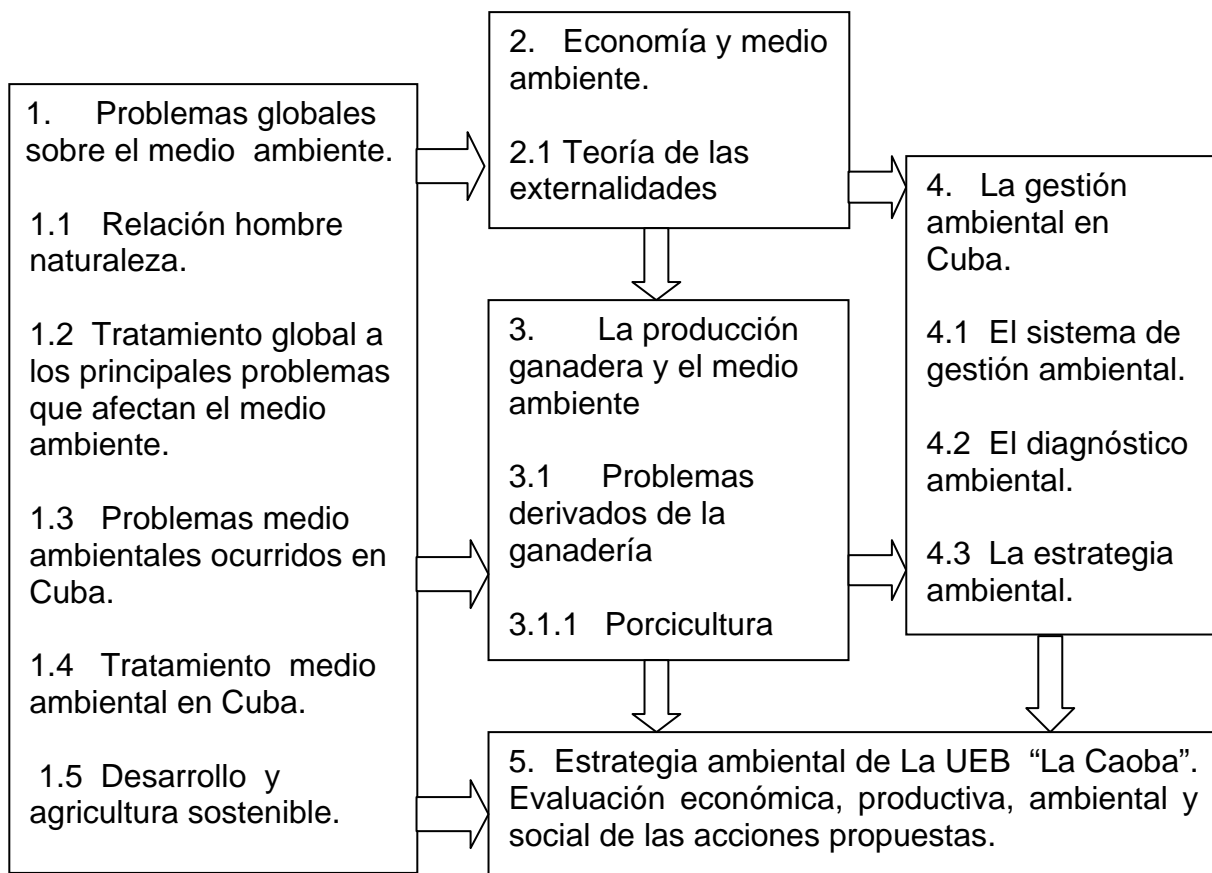 1. Problemas globales
sobre el medio ambiente.
1.1 Relación hombre
naturaleza.
1.2 Tratamiento global a
los principales problemas
que afectan el medio
ambiente.
1.3 Problemas medio
ambientales ocurridos en
Cuba.
1.4 Tratamiento medio
ambiental en Cuba.
1.5 Desarrollo y
agricultura sostenible.
2. Economía y medio
ambiente.
2.1 Teoría de las
externalidades
3. La producción
ganadera y el medio
ambiente
3.1 Problemas
derivados de la
ganadería
3.1.1 Porcicultura
4. La gestión
ambiental en
Cuba.
4.1 El sistema de
gestión ambiental.
4.2 El diagnóstico
ambiental.
4.3 La estrategia
ambiental.
5. Estrategia ambiental de La UEB “La Caoba”.
Evaluación económica, productiva, ambiental y
social de las acciones propuestas.